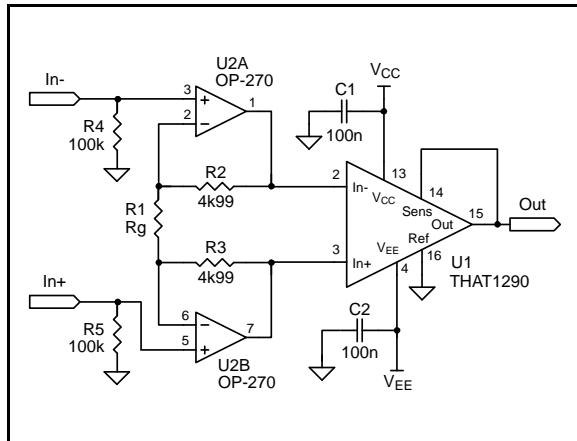 U2A
OP-270
In-
3
+
1
2
-
R4
100k
C1
100n
VCC
R2
4k99
R1
Rg
R3
4k99
2
In-
VCC
13
14
Sens
Out
15
Out
3
In+
VEE
4
Ref
16
U1
THAT1290
In+
R5
100k
6
-
5
+
7
U2B
OP-270
C2
100n
VEE